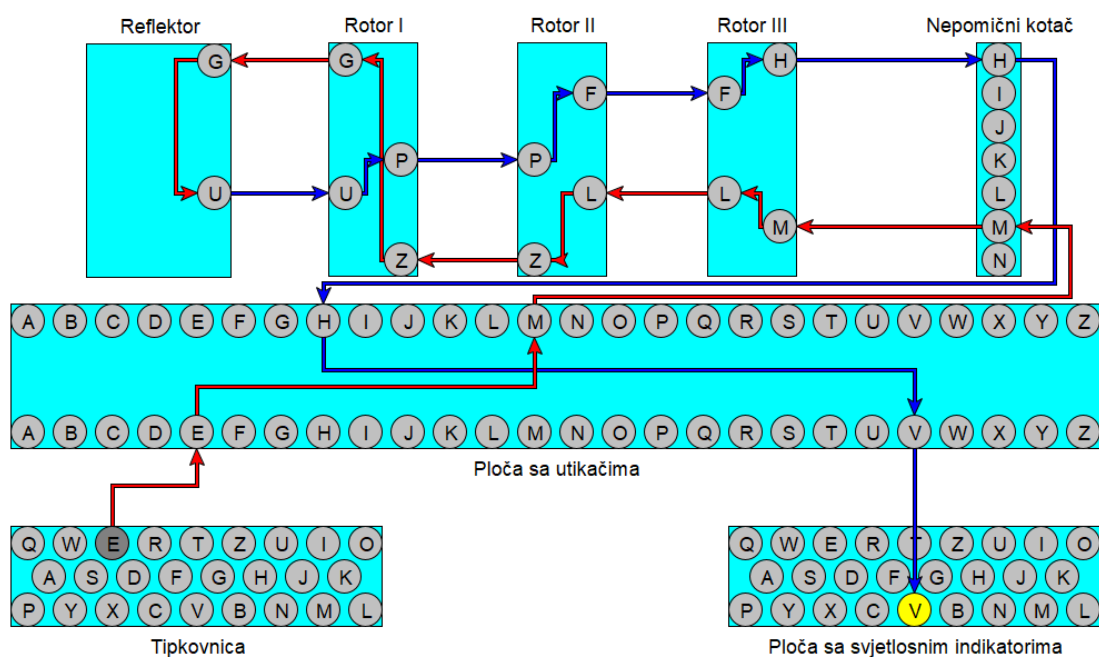 Reflektor Rotor I Rotor II Rotor III Nepomični kotač
G G H H
F F I
J
P P K
U U L L L
M M
Z Z N
A B C D E F G H I J K L M N O P Q R S T U V W X Y Z
A B C D E F G H I J K L M N O P Q R S T U V W X Y Z
Ploča sa utikačima
Q W E R T Z U I O Q W E R T Z U I O
A S D F G H J K A S D F G H J K
P Y X C V B N M L P Y X C V B N M L
Tipkovnica Ploča sa svjetlosnim indikatorima